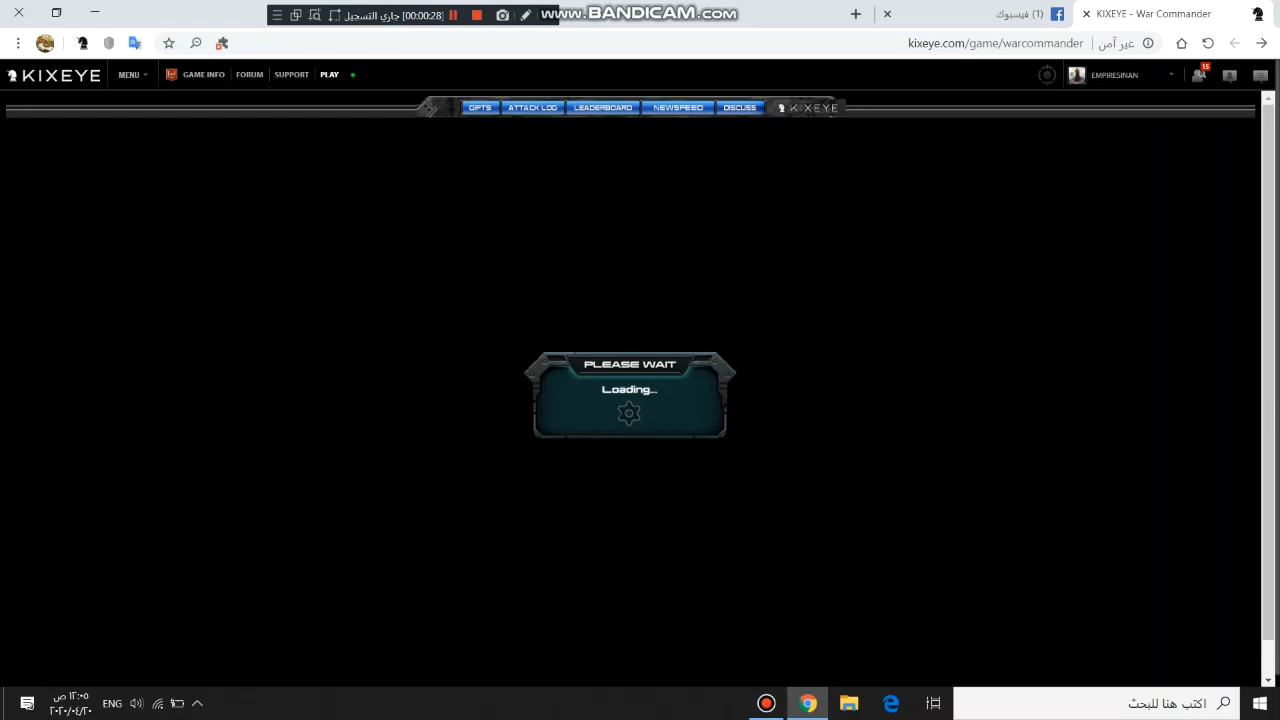 جاري التسجيل [00:00:28]
www.BANDICAM.com
فيسبوك (1)
KIXEYE - War Commander
kixeye.com/game/warcommander
غير آمن
KIXEYE
MENU
GAME INFO
FORUM
SUPPORT
PLAY
EMPIRESINAN
15
GIFTS
ATTACK LOG
LEADERBOARD
NEWSFEED
DISCUSS
KIXEYE
PLEASE WAIT
Loading...
١٢:٠٥ ص
٢٠٢٠/٠٤/٢٠
ENG
اكتب هنا للبحث